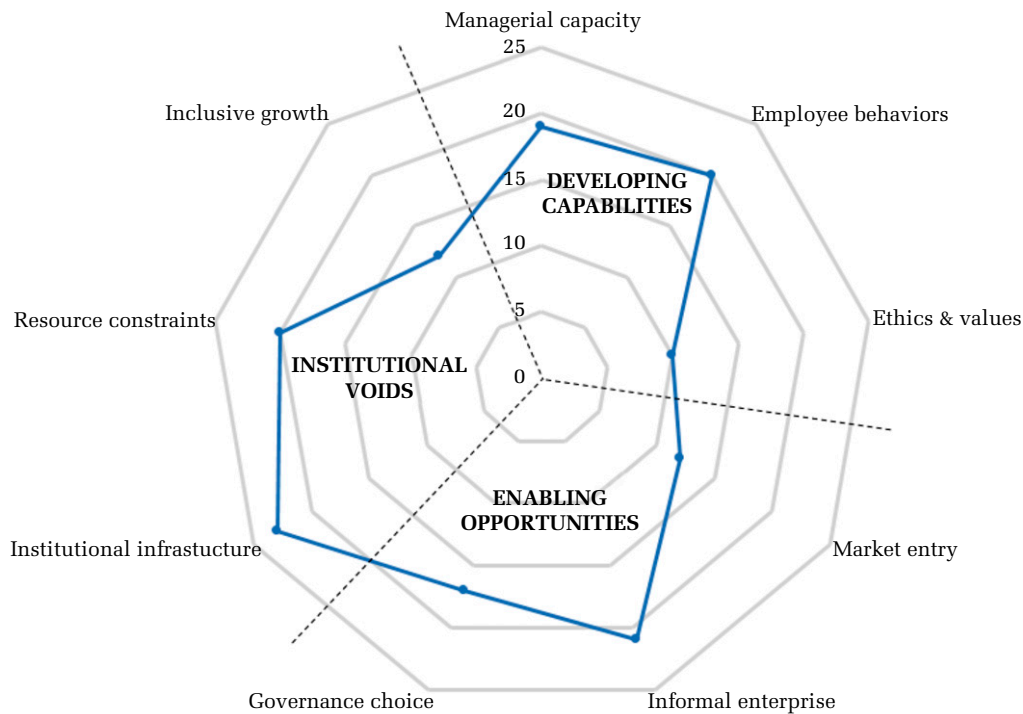 Managerial capacity
25
Inclusive growth
Employee behaviors
20
15
DEVELOPING
CAPABILITIES
10
5
Resource constraints
Ethics & values
INSTITUTIONAL
VOIDS
0
ENABLING
OPPORTUNITIES
Institutional infrastucture
Market entry
Governance choice
Informal enterprise